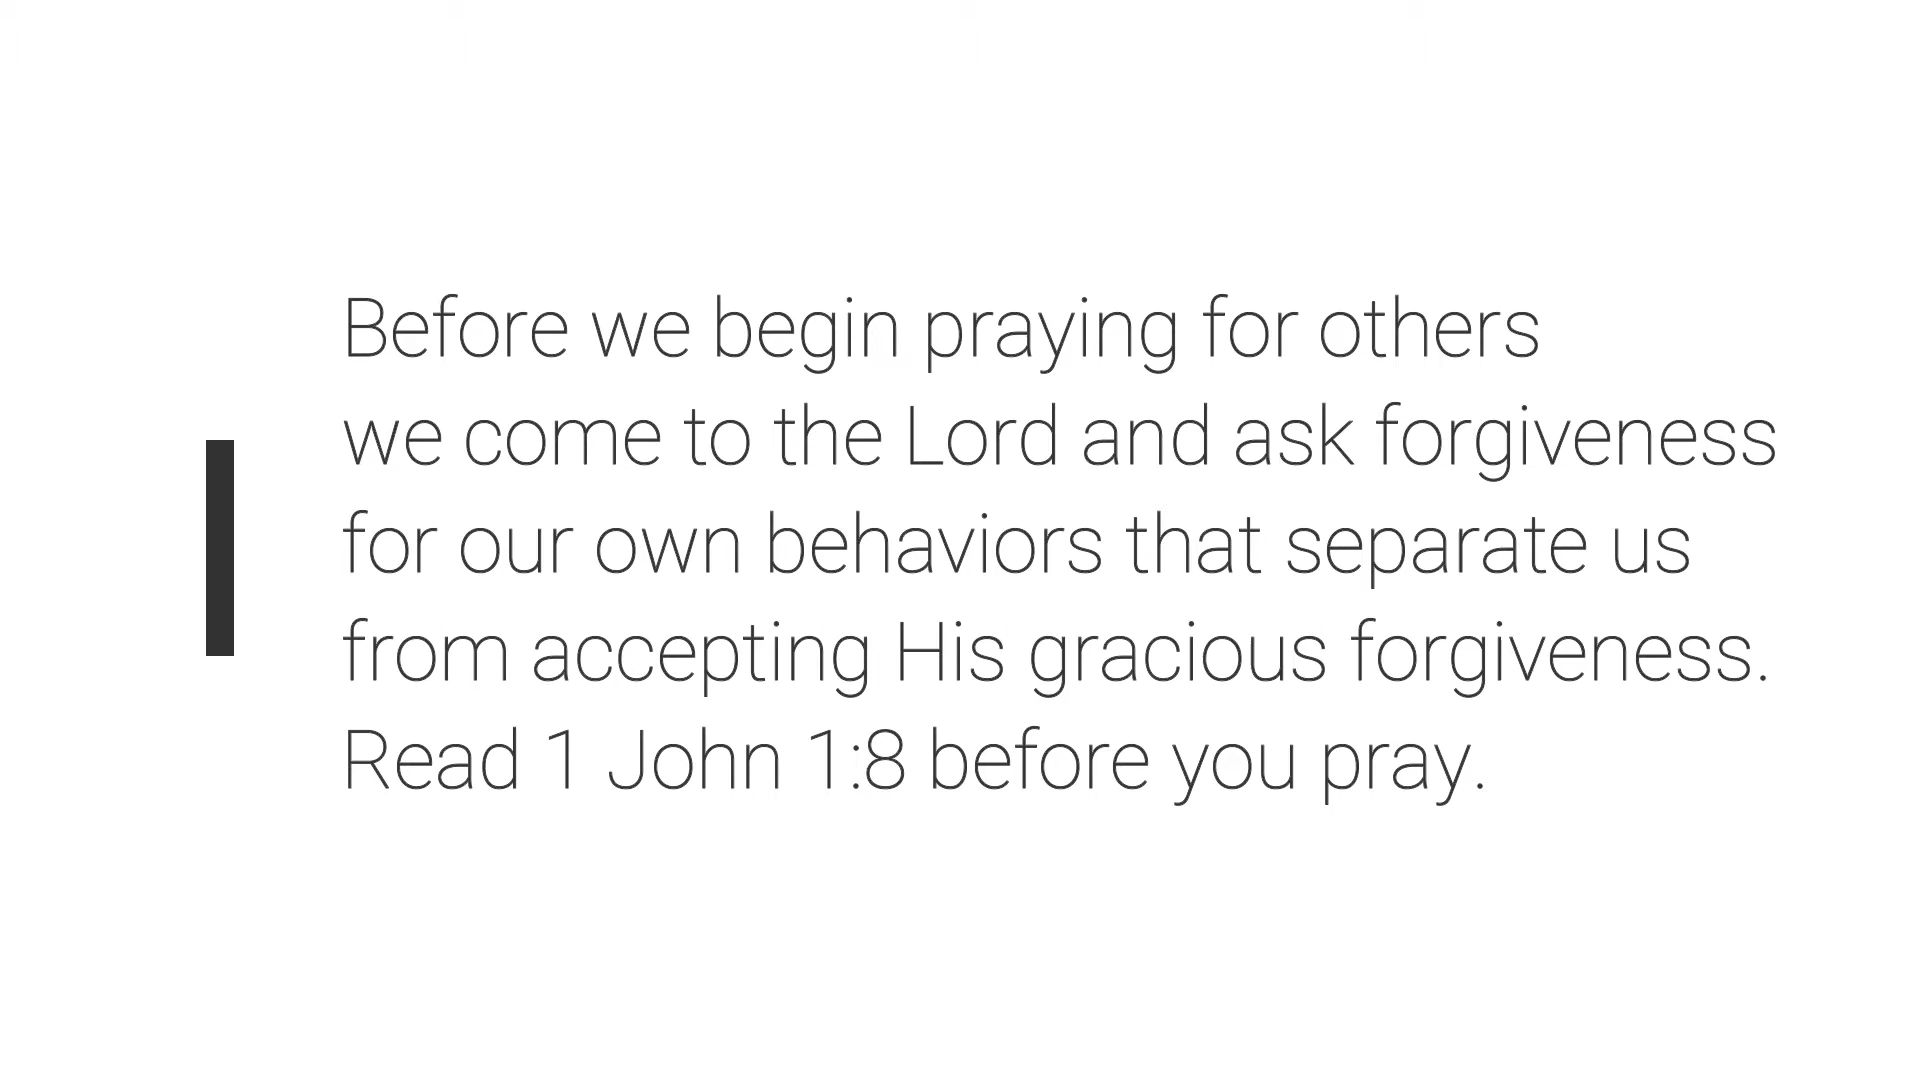 Before we begin praying for others
we come to the Lord and ask forgiveness
for our own behaviors that separate us
from accepting His gracious forgiveness.
Read 1 John 1:8 before you pray.